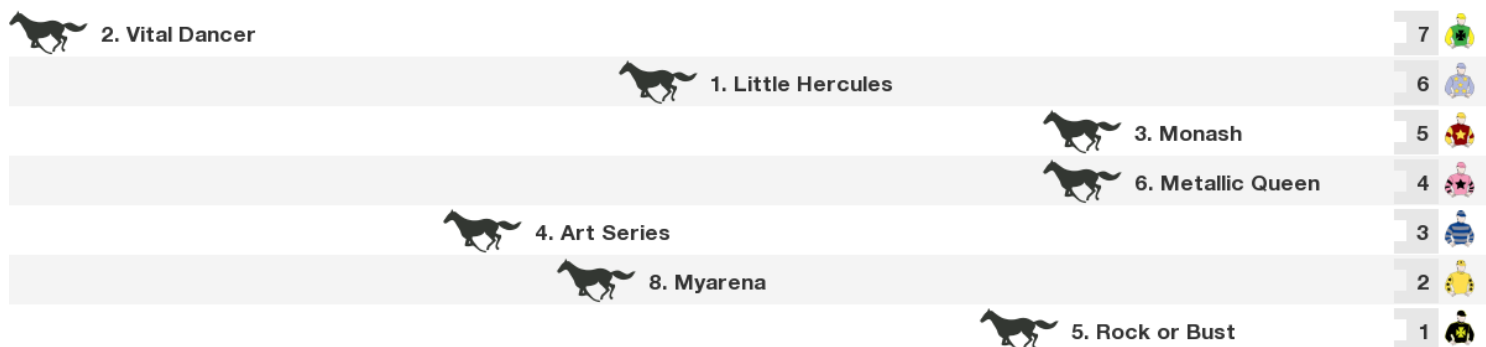 2. Vital Dancer 7
1. Little Hercules 6
3. Monash 5
6. Metallic Queen 4
4. Art Series 3
8. Myarena 2
5. Rock or Bust 1